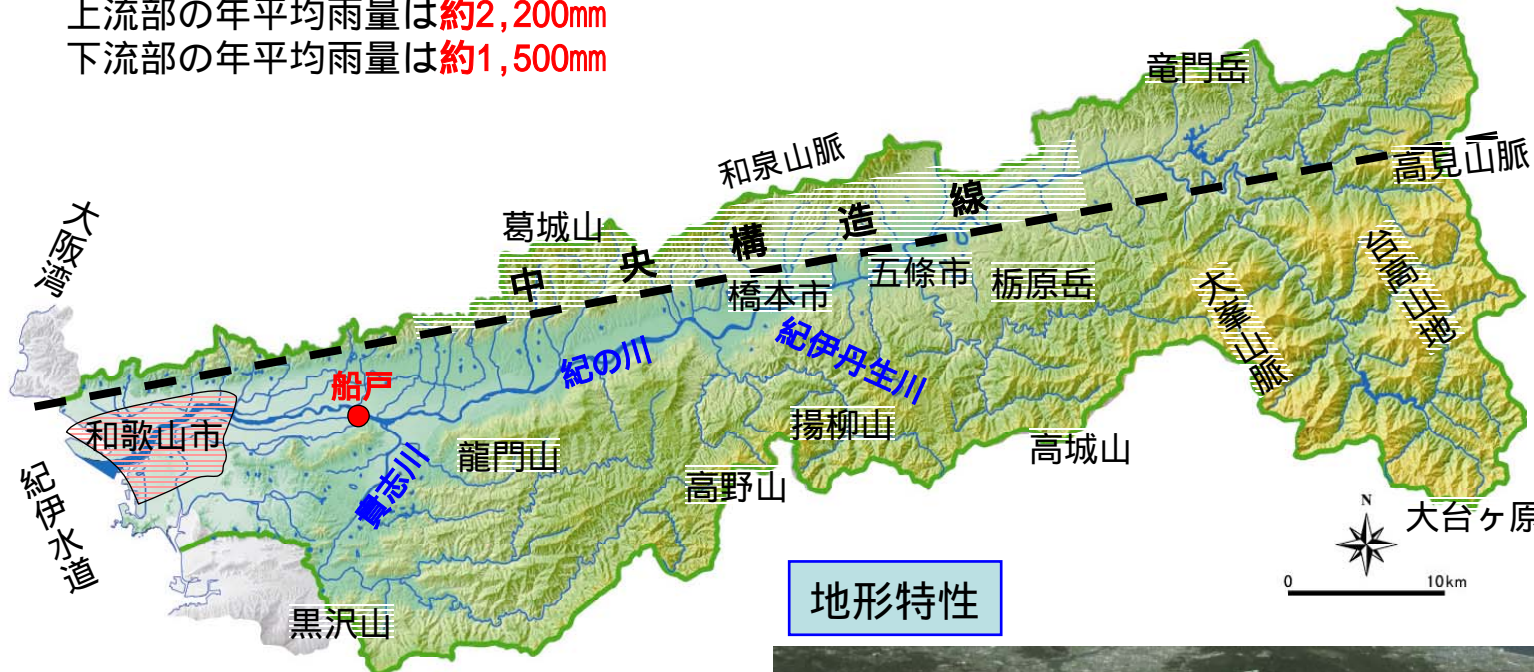 上流部の年平均雨量は約2,200mm
下流部の年平均雨量は約1,500mm
竜門岳
和泉山脈
高見山脈
大阪湾
葛城山
中央構造線
台高山地
五條市
栃原岳
橋本市
大峯山脈
紀の川
紀伊丹生川
船戸
和歌山市
揚柳山
高城山
龍門山
貴志川
高野山
紀伊水道
大台ヶ原
N
0 10km
地形特性
黒沢山